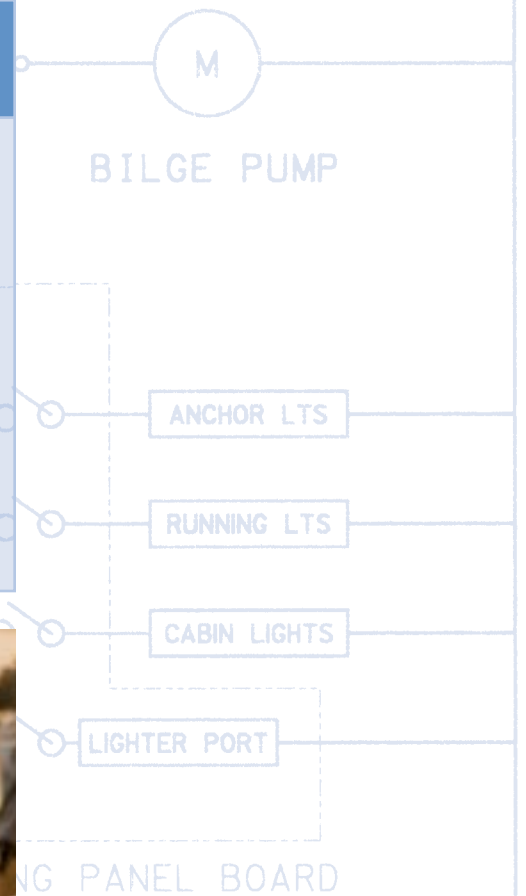 M
BILGE PUMP
ANCHOR LTS
RUNNING LTS
CABIN LIGHTS
LIGHTER PORT
NG PANEL BOARD